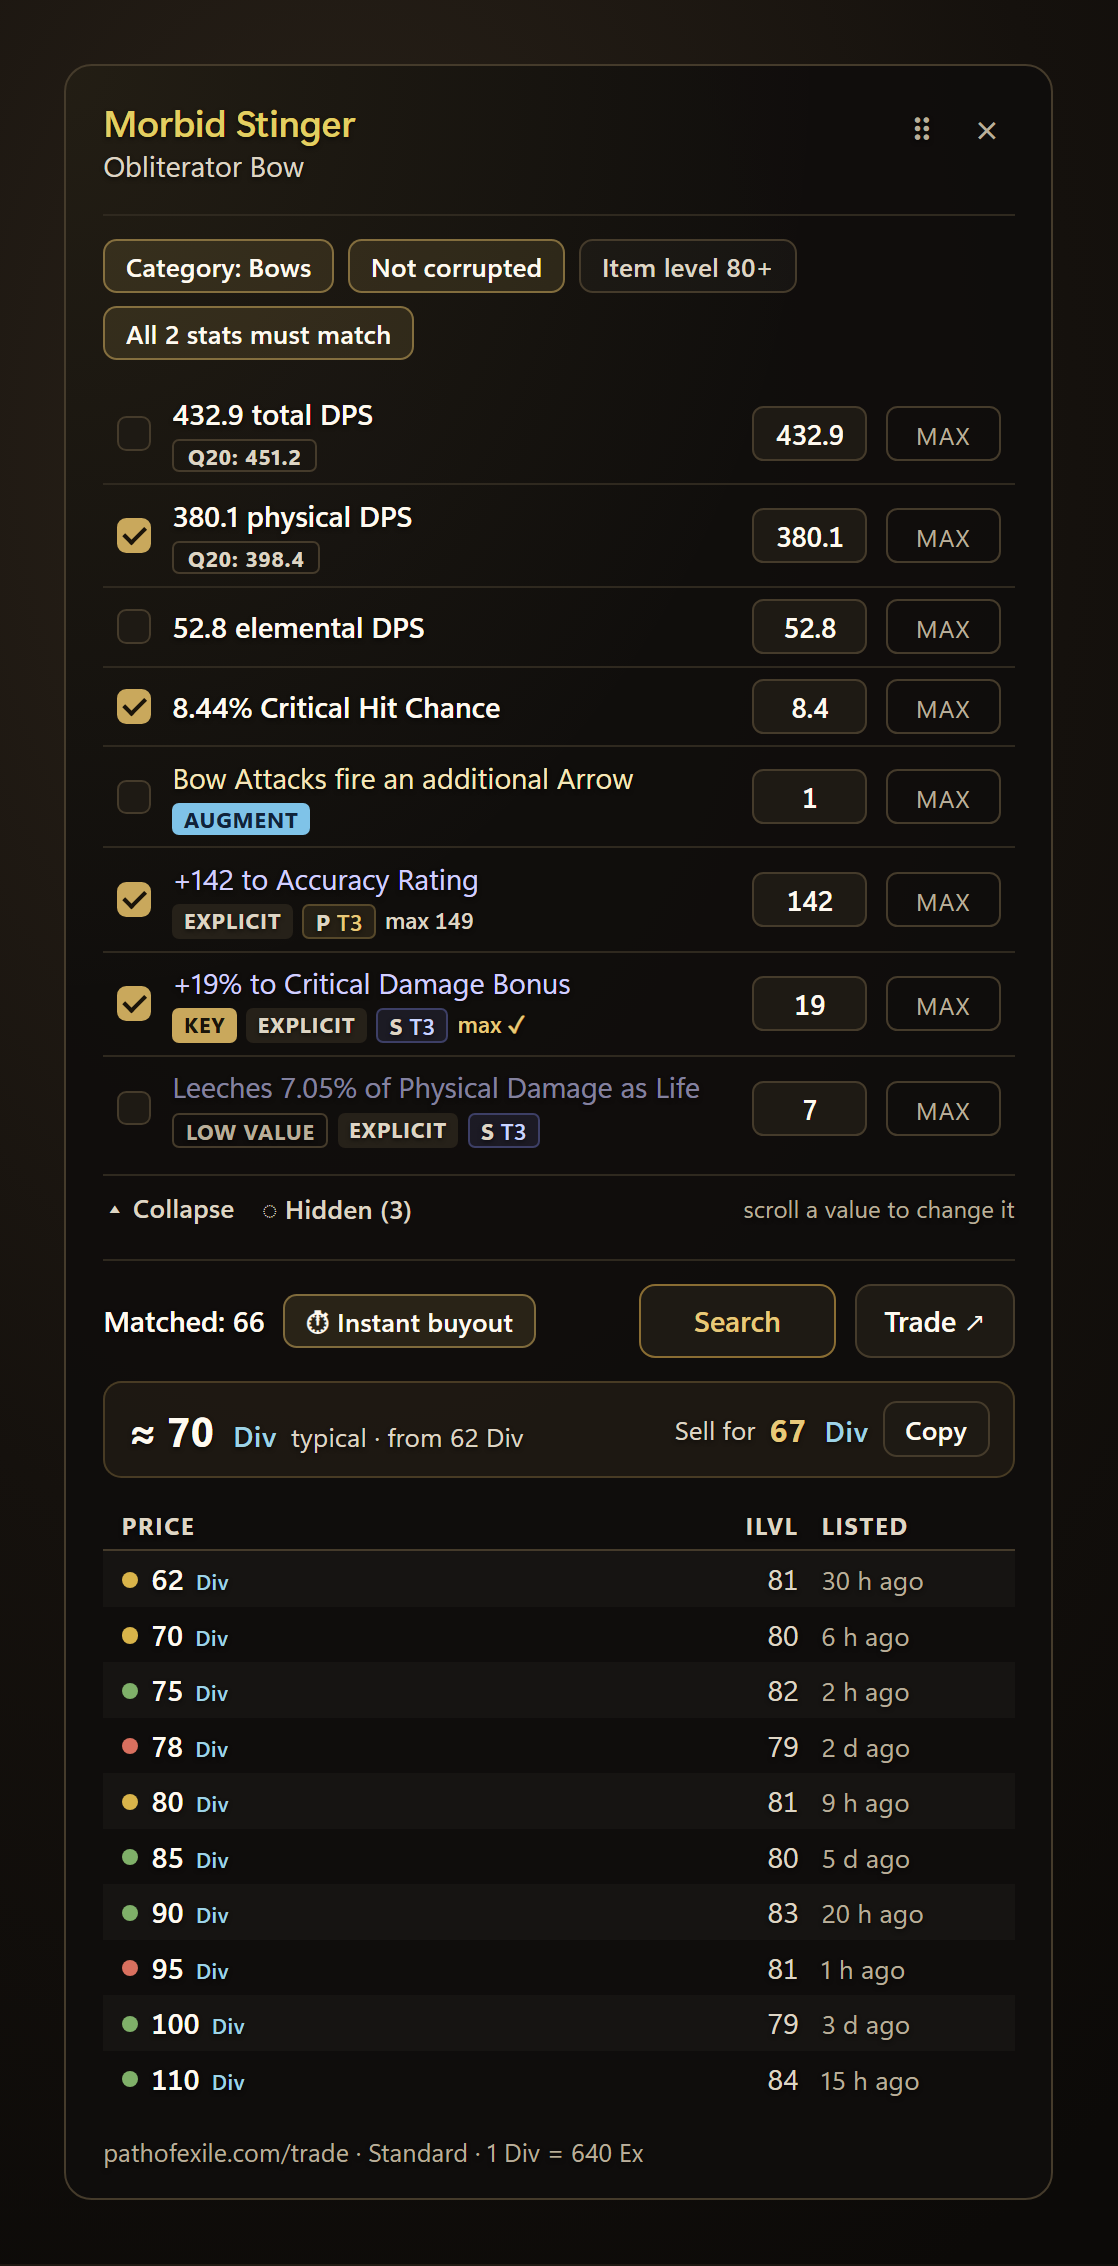 Morbid Stinger
Obliterator Bow
Category: Bows
Not corrupted
Item level 80+
All 2 stats must match
432.9 total DPS
Q20: 451.2
432.9
MAX
380.1 physical DPS
Q20: 398.4
380.1
MAX
52.8 elemental DPS
52.8
MAX
8.44% Critical Hit Chance
8.4
MAX
Bow Attacks fire an additional Arrow
AUGMENT
1
MAX
+142 to Accuracy Rating
EXPLICIT P T3 max 149
142
MAX
+19% to Critical Damage Bonus
KEY EXPLICIT S T3 max ✓
19
MAX
Leeches 7.05% of Physical Damage as Life
LOW VALUE EXPLICIT S T3
7
MAX
Collapse
Hidden (3)
scroll a value to change it
Matched: 66
Instant buyout
Search
Trade ↗
≈ 70 Div typical · from 62 Div
Sell for 67 Div
Copy
PRICE ILVL LISTED
62 Div 81 30 h ago
70 Div 80 6 h ago
75 Div 82 2 h ago
78 Div 79 2 d ago
80 Div 81 9 h ago
85 Div 80 5 d ago
90 Div 83 20 h ago
95 Div 81 1 h ago
100 Div 79 3 d ago
110 Div 84 15 h ago
pathofexile.com/trade · Standard · 1 Div = 640 Ex